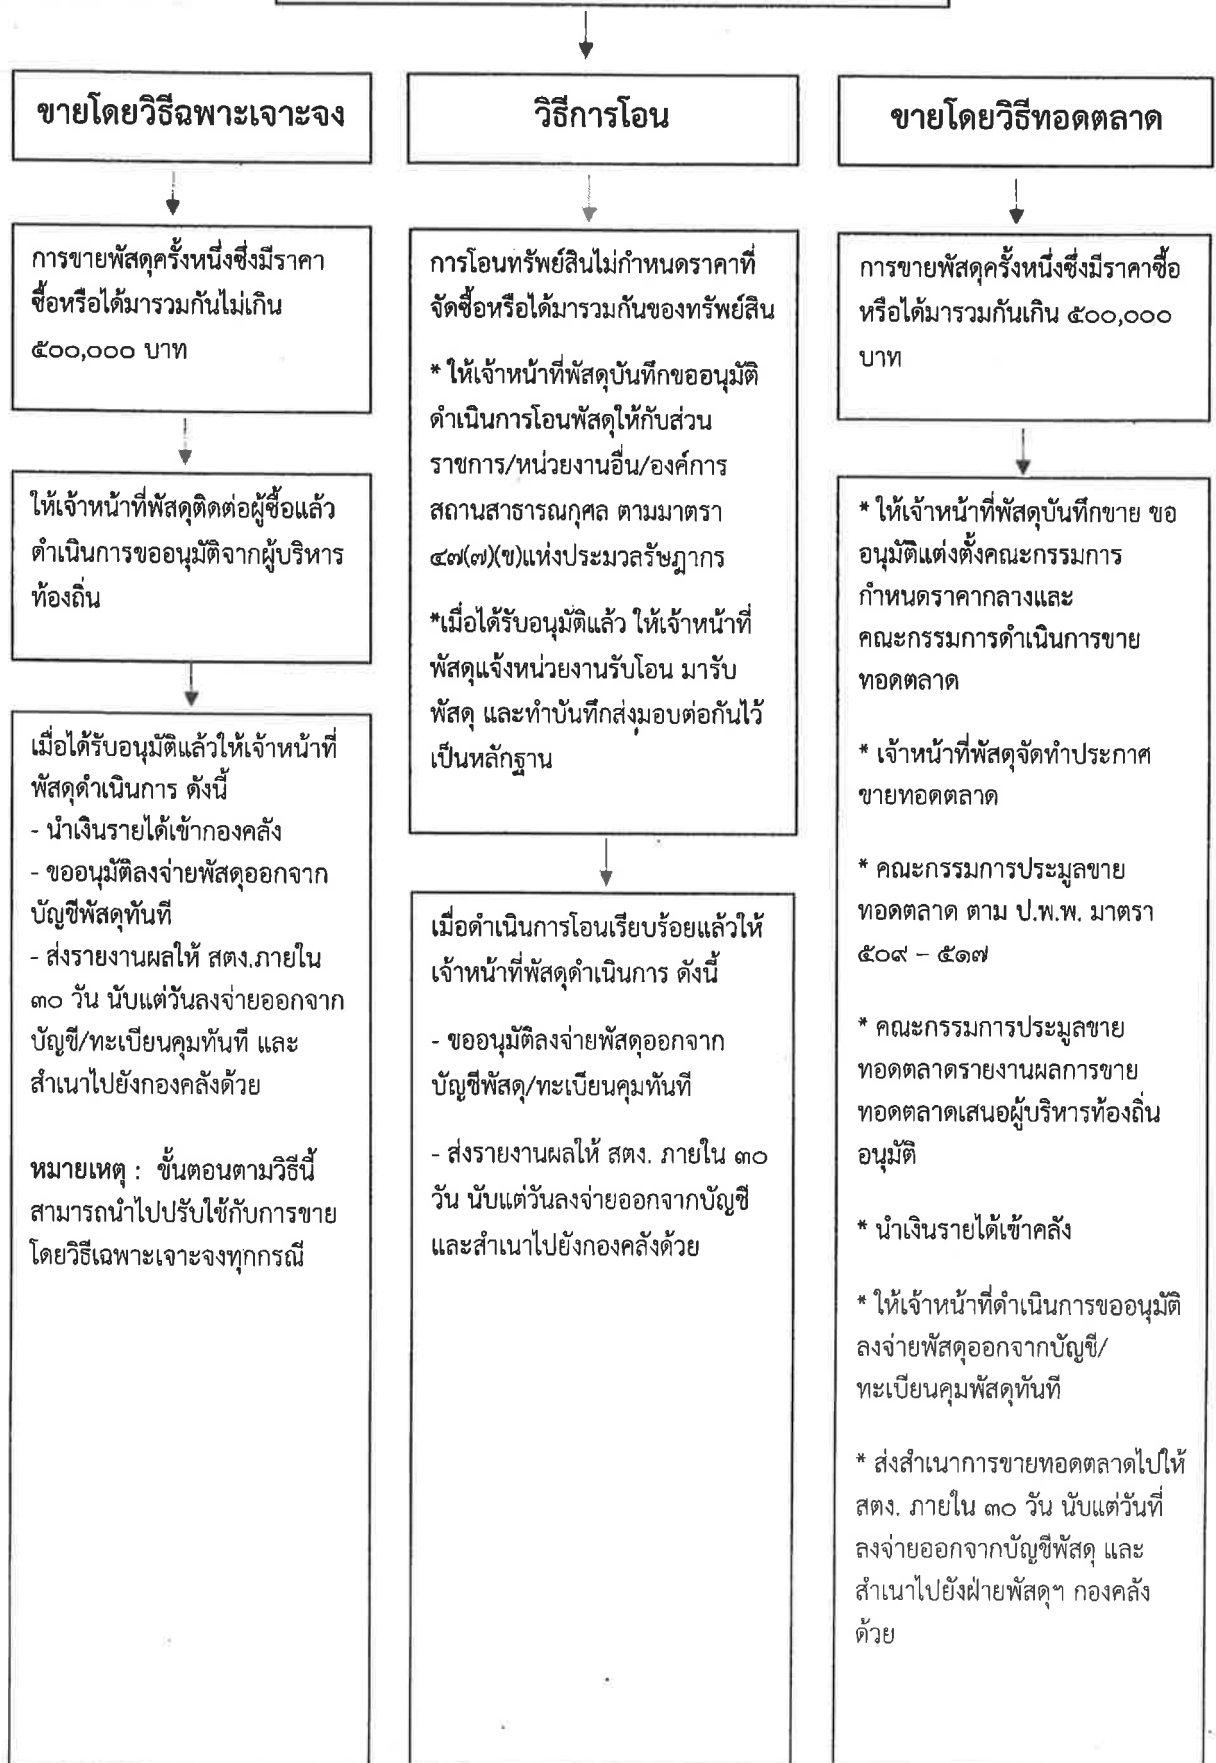 ขายโดยวิธีฉพาะเจาะจง
การขายพัสดุครั้งหนึ่งซึ่งมีราคา
ซื้อหรือได้มารวมกันไม่เกิน
๕๐๐,๐๐๐ บาท
ให้เจ้าหน้าที่พัสดุติดต่อผู้ซื้อแล้ว
ดำเนินการขออนุมัติจากผู้บริหาร
ท้องถิ่น
เมื่อได้รับอนุมัติแล้วให้เจ้าหน้าที่
พัสดุดำเนินการ ดังนี้
- นำเงินรายได้เข้ากองคลัง
- ขออนุมัติลงจ่ายพัสดุออกจาก
บัญชีพัสดุทันที
- ส่งรายงานผลให้ สตง.ภายใน
๓๐ วัน นับแต่วันลงจ่ายออกจาก
บัญชี/ทะเบียนคุมทันที และ
สำเนาไปยังกองคลังด้วย
หมายเหตุ : ขั้นตอนตามวิธีนี้
สามารถนำไปปรับใช้กับการขาย
โดยวิธีเฉพาะเจาะจงทุกกรณี
วิธีการโอน
การโอนทรัพย์สินไม่กำหนดราคาที่
จัดซื้อหรือได้มารวมกันของทรัพย์สิน
* ให้เจ้าหน้าที่พัสดุบันทึกขออนุมัติ
ดำเนินการโอนพัสดุให้กับส่วน
ราชการ/หน่วยงานอื่น/องค์การ
สถานสาธารณกุศล ตามมาตรา
๔๗(๗)(ข)แห่งประมวลรัษฎากร
*เมื่อได้รับอนุมัติแล้ว ให้เจ้าหน้าที่
พัสดุแจ้งหน่วยงานรับโอน มารับ
พัสดุ และทำบันทึกส่งมอบต่อกันไว้
เป็นหลักฐาน
เมื่อดำเนินการโอนเรียบร้อยแล้วให้
เจ้าหน้าที่พัสดุดำเนินการ ดังนี้
- ขออนุมัติลงจ่ายพัสดุออกจาก
บัญชีพัสดุ/ทะเบียนคุมทันที
- ส่งรายงานผลให้ สตง. ภายใน ๓๐
วัน นับแต่วันลงจ่ายออกจากบัญชี
และสำเนาไปยังกองคลังด้วย
ขายโดยวิธีทอดตลาด
การขายพัสดุครั้งหนึ่งซึ่งมีราคาซื้อ
หรือได้มารวมกันเกิน ๕๐๐,๐๐๐
บาท
* ให้เจ้าหน้าที่พัสดุบันทึกขาย ขอ
อนุมัติแต่งตั้งคณะกรรมการ
กำหนดราคากลางและ
คณะกรรมการดำเนินการขาย
ทอดตลาด
* เจ้าหน้าที่พัสดุจัดทำประกาศ
ขายทอดตลาด
* คณะกรรมการประมูลขาย
ทอดตลาด ตาม ป.พ.พ. มาตรา
๕๐๙ – ๕๑๗
* คณะกรรมการประมูลขาย
ทอดตลาดรายงานผลการขาย
ทอดตลาดเสนอผู้บริหารท้องถิ่น
อนุมัติ
* นำเงินรายได้เข้าคลัง
* ให้เจ้าหน้าที่ดำเนินการขออนุมัติ
ลงจ่ายพัสดุออกจากบัญชี/
ทะเบียนคุมพัสดุทันที
* ส่งสำเนาการขายทอดตลาดไปให้
สตง. ภายใน ๓๐ วัน นับแต่วันที่
ลงจ่ายออกจากบัญชีพัสดุ และ
สำเนาไปยังฝ่ายพัสดุฯ กองคลัง
ด้วย